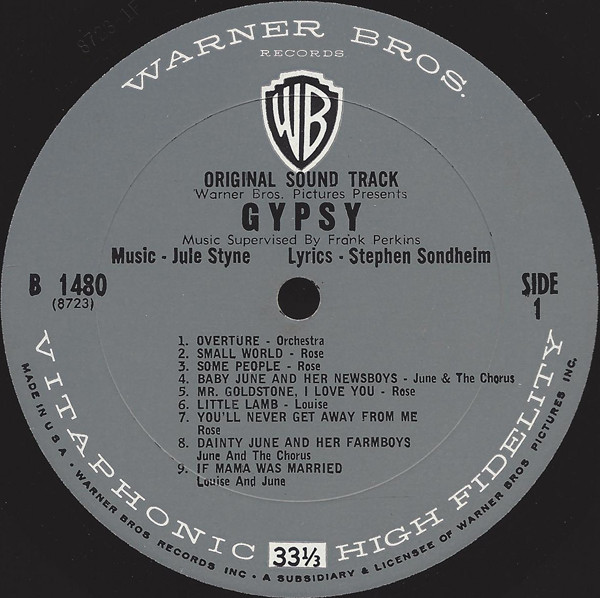 WARNER BROS.
RECORDS
WB
ORIGINAL SOUND TRACK
Warner Bros. Pictures Presents
GYPSY
Music Supervised By Frank Perkins
Music - Jule Styne Lyrics - Stephen Sondheim
B 1480
(8723)
SIDE
1
1. OVERTURE - Orchestra
2. SMALL WORLD - Rose
3. SOME PEOPLE - Rose
4. BABY JUNE AND HER NEWSBOYS - June & The Chorus
5. MR. GOLDSTONE, I LOVE YOU - Rose
6. LITTLE LAMB - Louise
7. YOU'LL NEVER GET AWAY FROM ME
Rose
8. DAINTY JUNE AND HER FARMBOYS
June And The Chorus
9. IF MAMA WAS MARRIED
Louise And June
VITAPHONIC 33⅓ HIGH FIDELITY
MADE IN U.S.A. • WARNER BROS RECORDS INC • A SUBSIDIARY & LICENSEE OF WARNER BROS PICTURES INC.